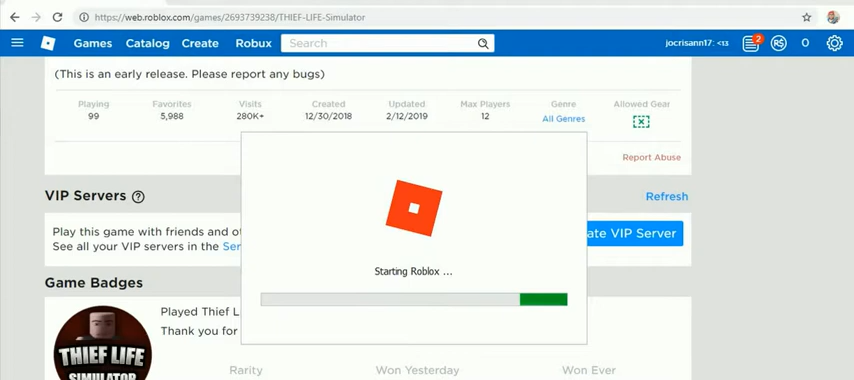 https://web.roblox.com/games/2693739238/THIEF-LIFE-Simulator
Games Catalog Create Robux Search jocrisann17: <13 2 R$ 0
(This is an early release. Please report any bugs)
Playing Favorites Visits Created Updated Max Players Genre Allowed Gear
99 5,988 280K+ 12/30/2018 2/12/2019 12 All Genres
Report Abuse
VIP Servers ? Refresh
Play this game with friends and ot
ate VIP Server
See all your VIP servers in the Ser
Starting Roblox ...
Game Badges
Played Thief L
Thank you for
THIEF LIFE
SIMULATOR
Rarity Won Yesterday Won Ever